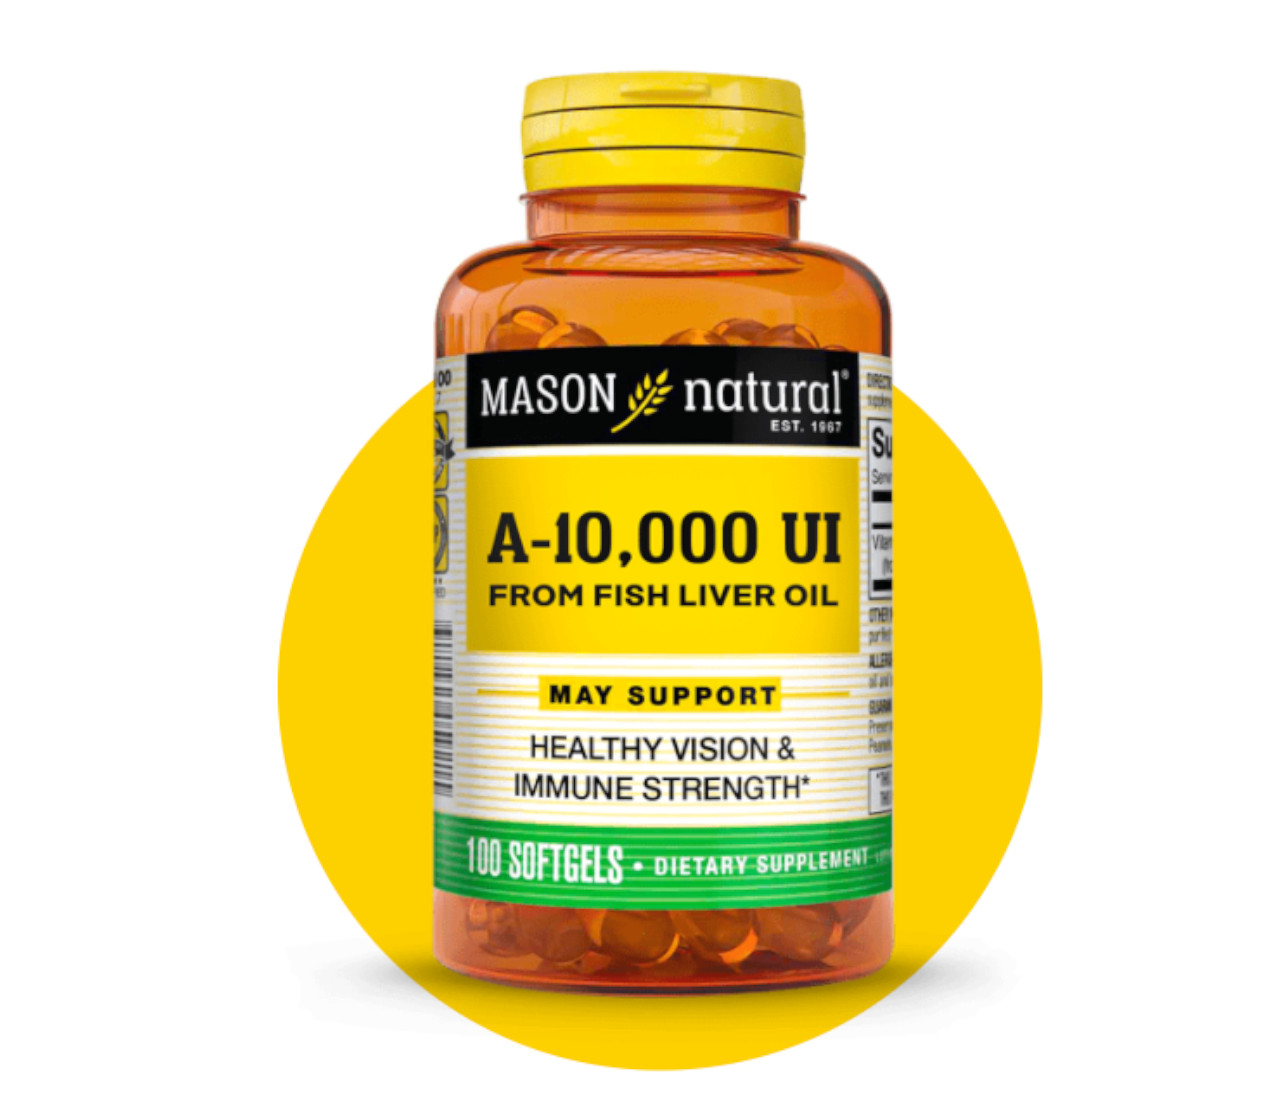 MASON natural®
EST. 1967
A-10,000 UI
FROM FISH LIVER OIL
MAY SUPPORT
HEALTHY VISION &
IMMUNE STRENGTH*
100 SOFTGELS • DIETARY SUPPLEMENT